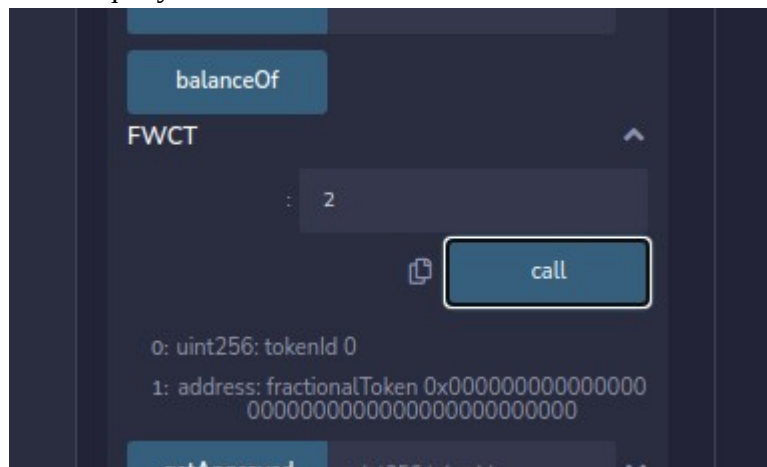 balanceOf
FWCT
: 2
call
0: uint256: tokenId 0
1: address: fractionalToken 0x000000000000000
0000000000000000000000000